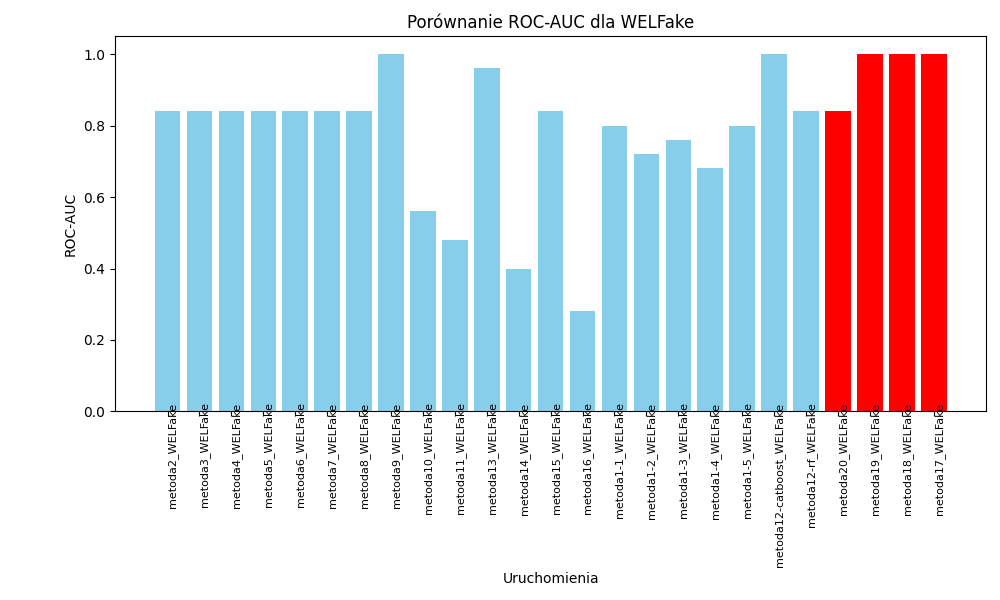 Porównanie ROC-AUC dla WELFake
ROC-AUC
1.0
0.8
0.6
0.4
0.2
0.0
metoda2_WELFake
metoda3_WELFake
metoda4_WELFake
metoda5_WELFake
metoda6_WELFake
metoda7_WELFake
metoda8_WELFake
metoda9_WELFake
metoda10_WELFake
metoda11_WELFake
metoda13_WELFake
metoda14_WELFake
metoda15_WELFake
metoda16_WELFake
metoda1-1_WELFake
metoda1-2_WELFake
metoda1-3_WELFake
metoda1-4_WELFake
metoda1-5_WELFake
metoda12-catboost_WELFake
metoda12-rf_WELFake
metoda20_WELFake
metoda19_WELFake
metoda18_WELFake
metoda17_WELFake
Uruchomienia